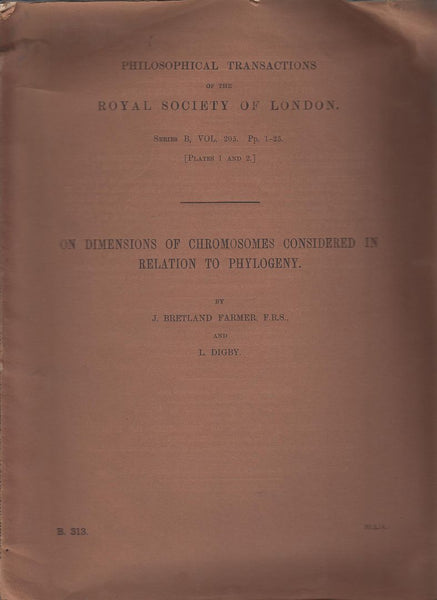 PHILOSOPHICAL TRANSACTIONS
OF THE
ROYAL SOCIETY OF LONDON.
SERIES B, VOL. 205. Pp. 1-25.
[PLATES 1 AND 2.]
ON DIMENSIONS OF CHROMOSOMES CONSIDERED IN
RELATION TO PHYLOGENY.
BY
J. BRETLAND FARMER, F.R.S.,
AND
L. DIGBY.
B. 313.